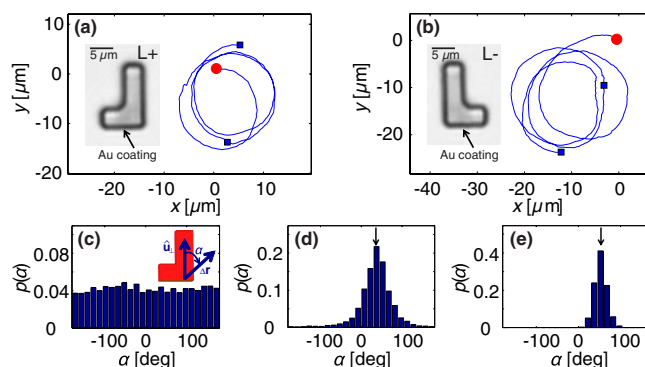 (a)
5 µm
L+
Au coating
y [µm]
20
10
0
-10
-20
-20
-10
0
10
x [µm]
(b)
5 µm
L-
Au coating
y [µm]
0
-10
-20
-40
-30
-20
-10
0
x [µm]
(c)
û⊥
α
Δr
p(α)
0.08
0.04
0
-100
0
100
α [deg]
(d)
p(α)
0.2
0.1
0
-100
0
100
α [deg]
(e)
p(α)
0.4
0.2
0
-100
0
100
α [deg]